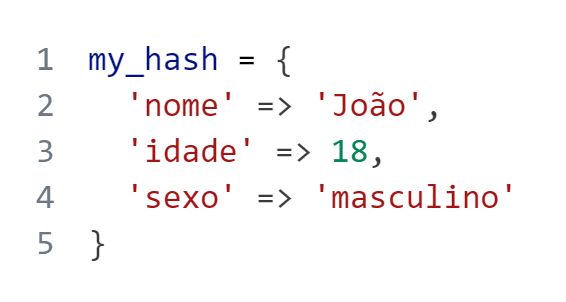 1 my_hash = {
2 'nome' => 'João',
3 'idade' => 18,
4 'sexo' => 'masculino'
5 }